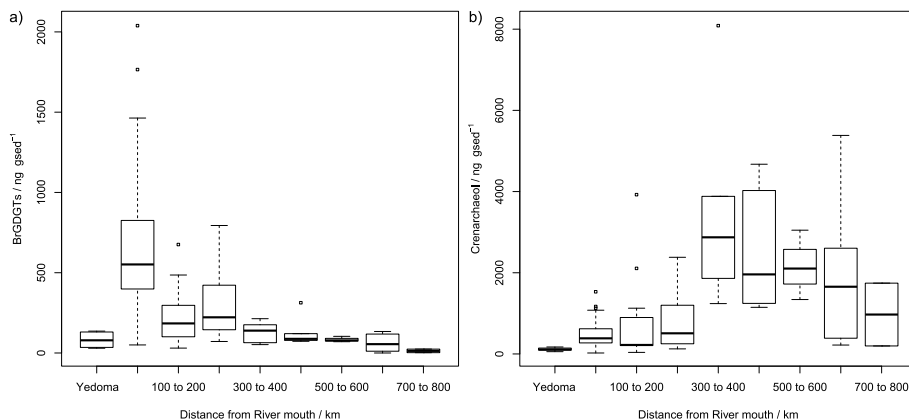 a)
BrGDGTs / ng gsed⁻¹
2000
1500
1000
500
0
Yedoma 100 to 200 300 to 400 500 to 600 700 to 800
Distance from River mouth / km
b)
Crenarchaeol / ng gsed⁻¹
8000
6000
4000
2000
0
Yedoma 100 to 200 300 to 400 500 to 600 700 to 800
Distance from River mouth / km